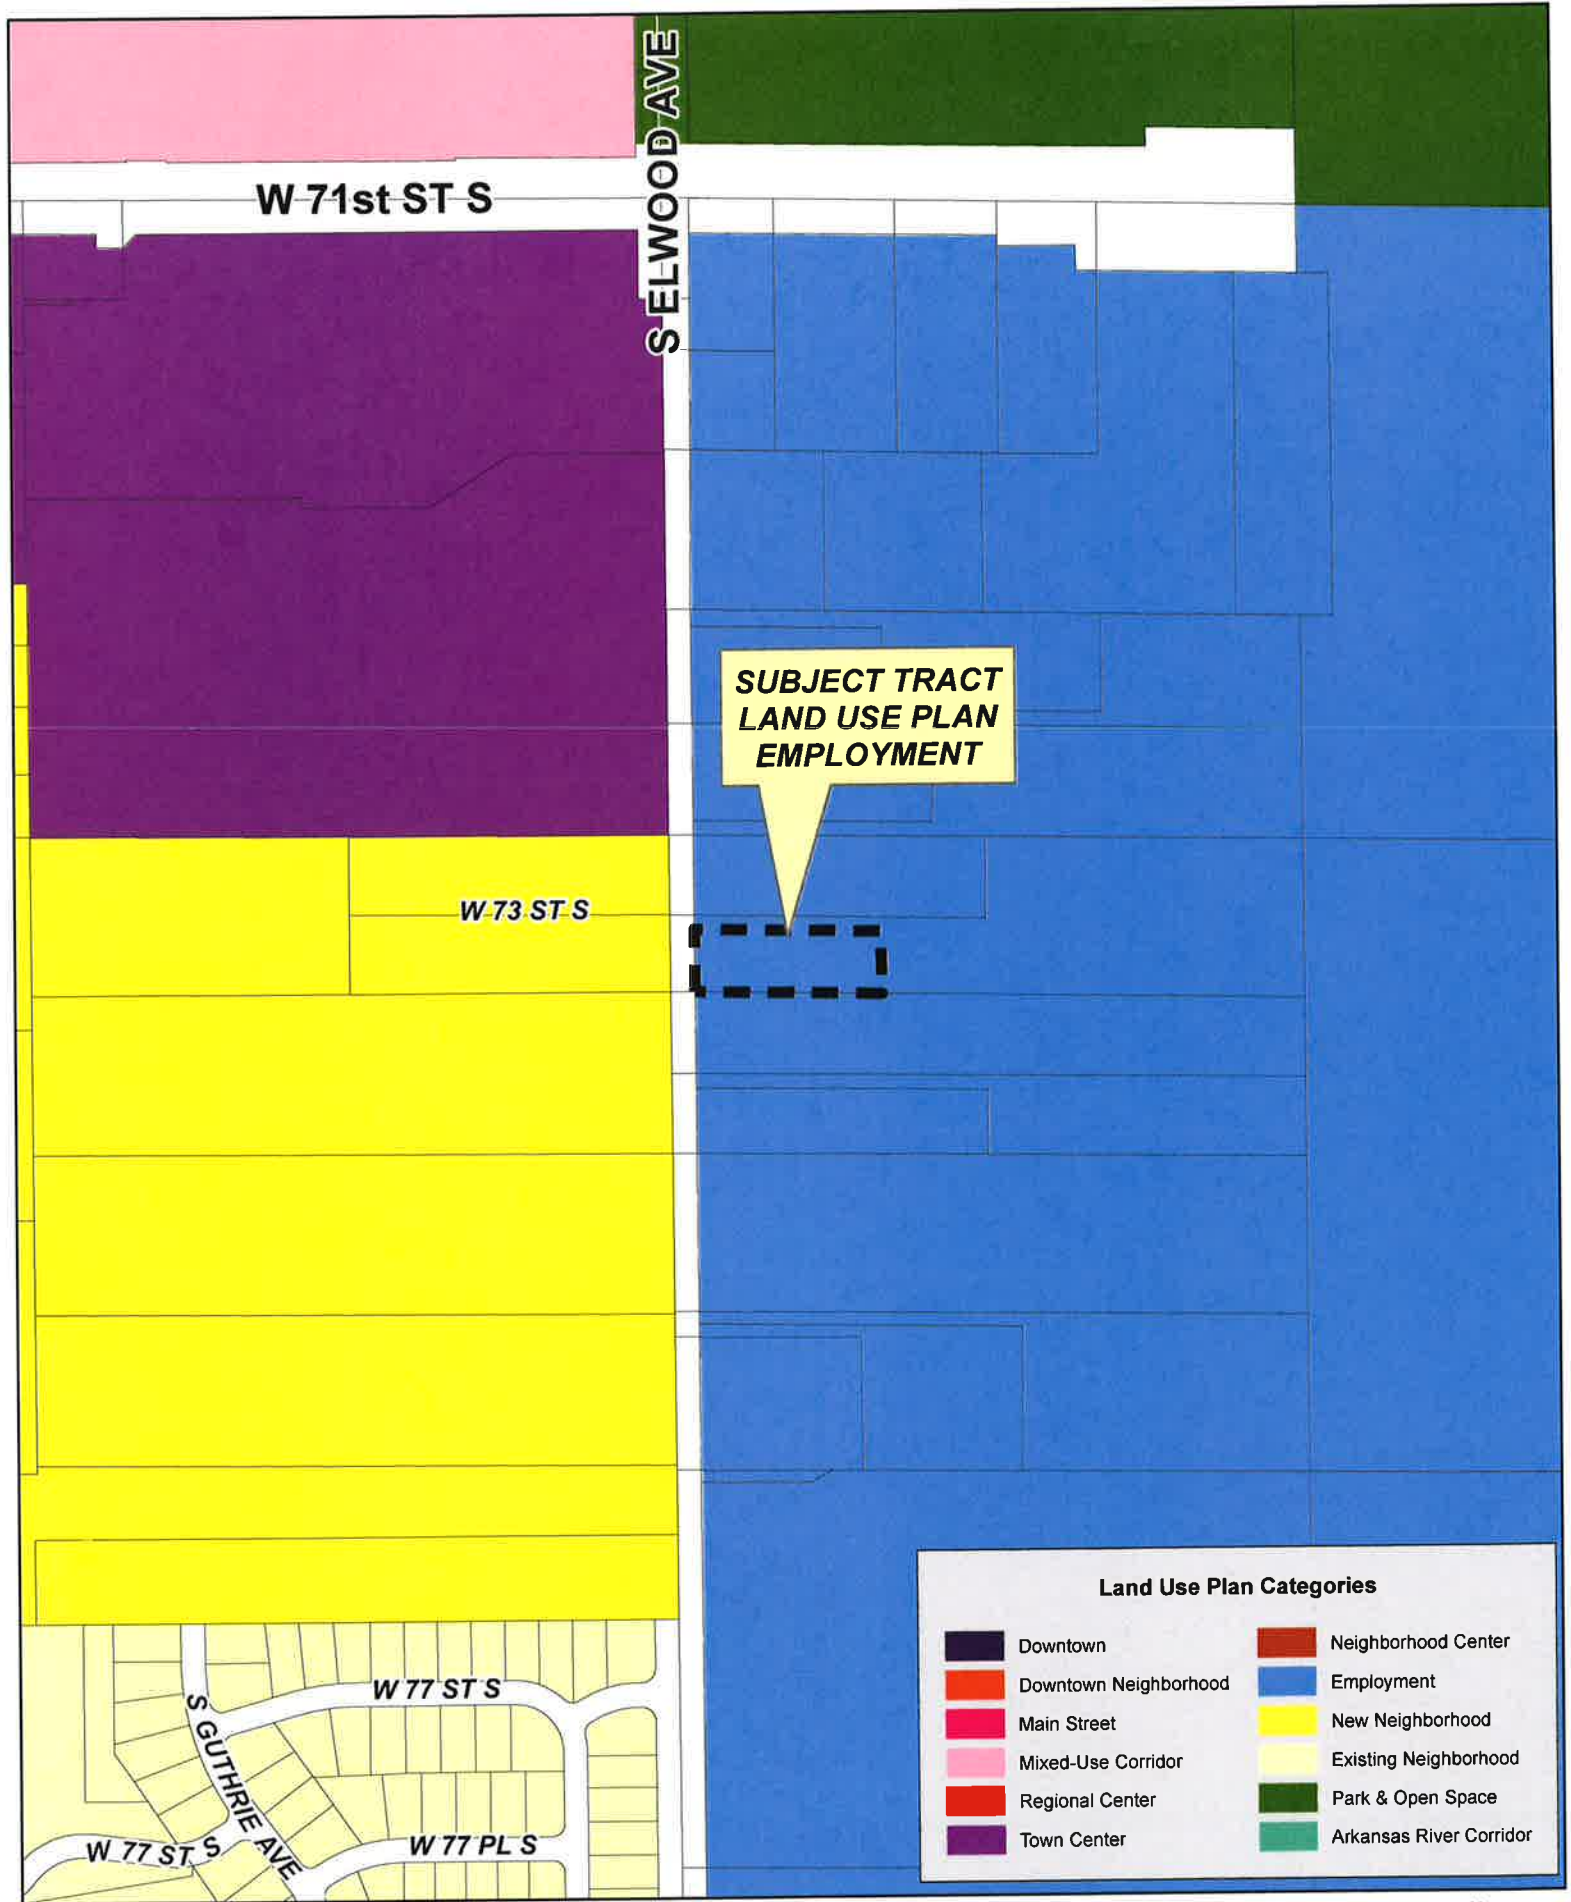 S ELWOOD AVE
W 71st ST S
SUBJECT TRACT
LAND USE PLAN
EMPLOYMENT
W 73 ST S
W 77 ST S
S GUTHRIE AVE
W 77 ST S
W 77 PL S
Land Use Plan Categories
Downtown
Downtown Neighborhood
Main Street
Mixed-Use Corridor
Regional Center
Town Center
Neighborhood Center
Employment
New Neighborhood
Existing Neighborhood
Park & Open Space
Arkansas River Corridor